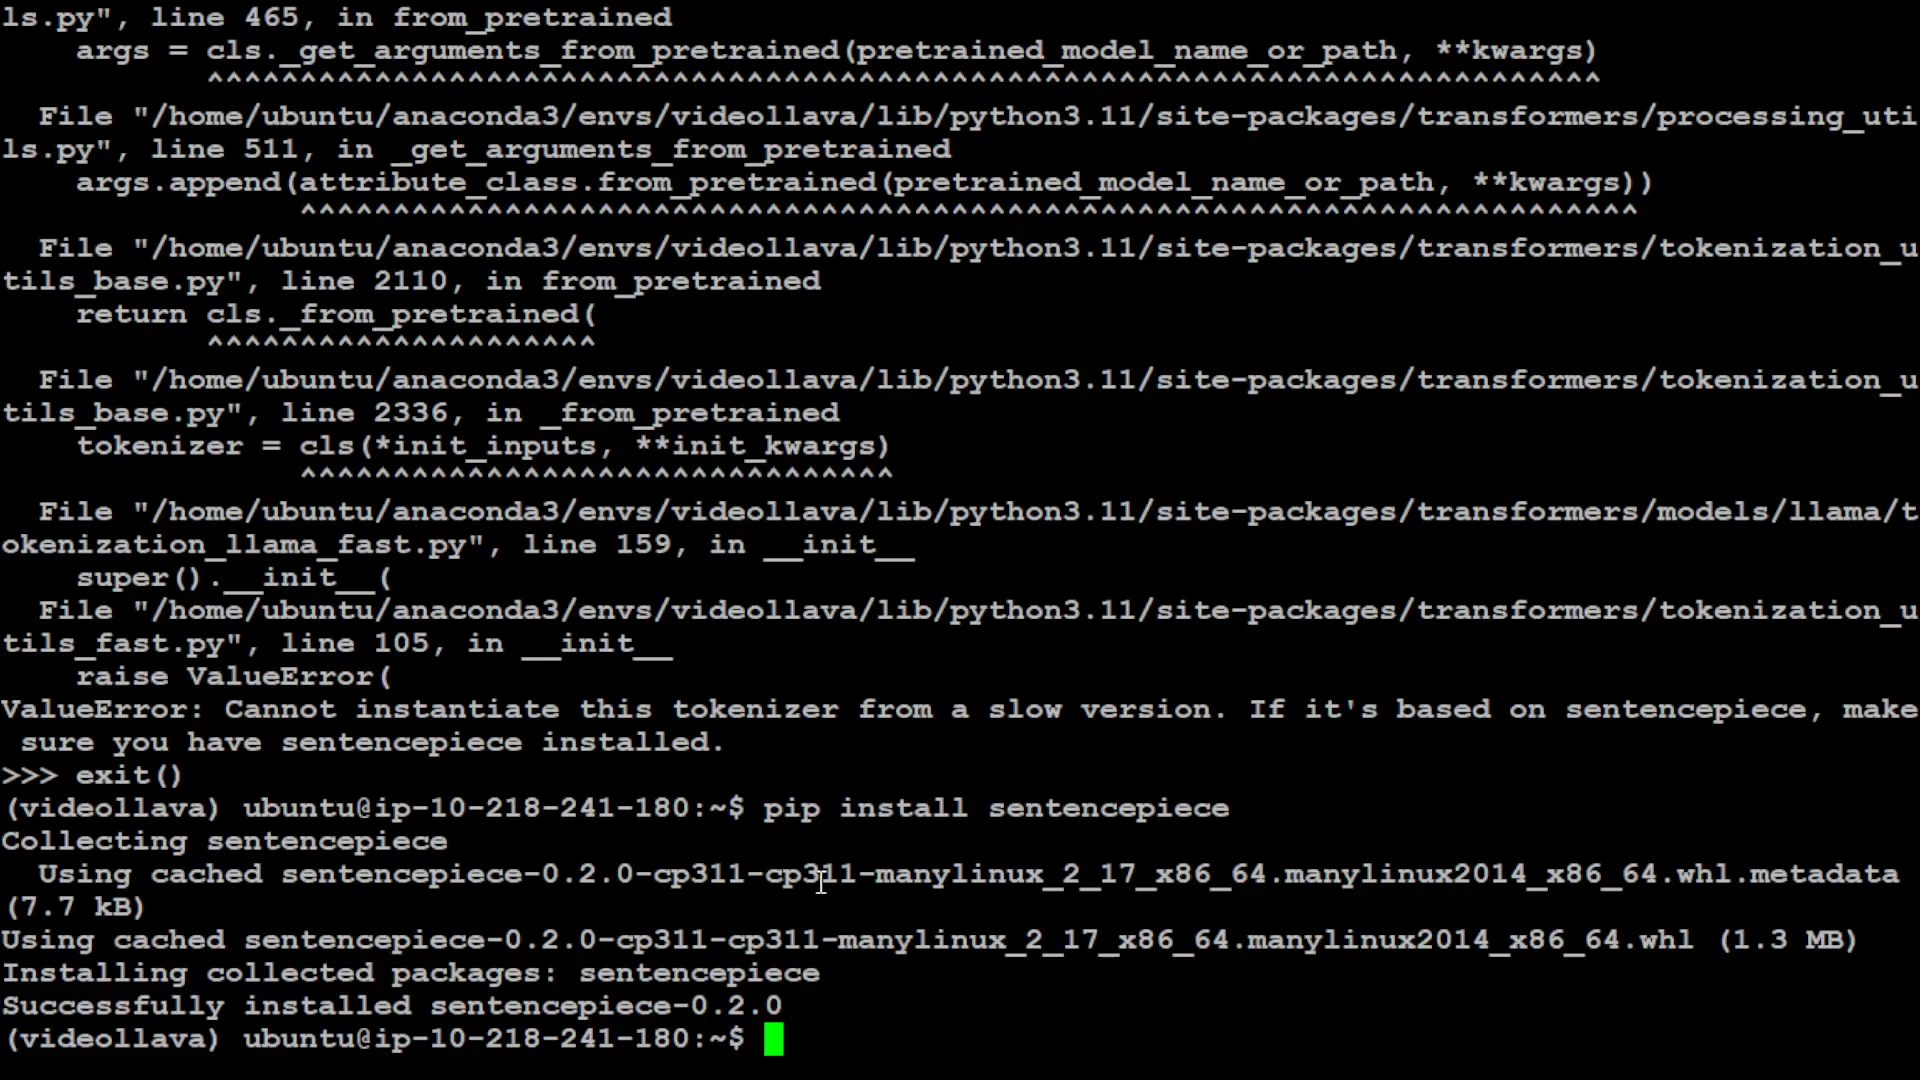 ls.py", line 465, in from_pretrained
    args = cls._get_arguments_from_pretrained(pretrained_model_name_or_path, **kwargs)
           ^^^^^^^^^^^^^^^^^^^^^^^^^^^^^^^^^^^^^^^^^^^^^^^^^^^^^^^^^^^^^^^^^^^^^^^^^^^
  File "/home/ubuntu/anaconda3/envs/videollava/lib/python3.11/site-packages/transformers/processing_uti
ls.py", line 511, in _get_arguments_from_pretrained
    args.append(attribute_class.from_pretrained(pretrained_model_name_or_path, **kwargs))
                ^^^^^^^^^^^^^^^^^^^^^^^^^^^^^^^^^^^^^^^^^^^^^^^^^^^^^^^^^^^^^^^^^^^^^^^^
  File "/home/ubuntu/anaconda3/envs/videollava/lib/python3.11/site-packages/transformers/tokenization_u
tils_base.py", line 2110, in from_pretrained
    return cls._from_pretrained(
           ^^^^^^^^^^^^^^^^^^^^^
  File "/home/ubuntu/anaconda3/envs/videollava/lib/python3.11/site-packages/transformers/tokenization_u
tils_base.py", line 2336, in _from_pretrained
    tokenizer = cls(*init_inputs, **init_kwargs)
                ^^^^^^^^^^^^^^^^^^^^^^^^^^^^^^^^
  File "/home/ubuntu/anaconda3/envs/videollava/lib/python3.11/site-packages/transformers/models/llama/t
okenization_llama_fast.py", line 159, in __init__
    super().__init__(
  File "/home/ubuntu/anaconda3/envs/videollava/lib/python3.11/site-packages/transformers/tokenization_u
tils_fast.py", line 105, in __init__
    raise ValueError(
ValueError: Cannot instantiate this tokenizer from a slow version. If it's based on sentencepiece, make
 sure you have sentencepiece installed.
>>> exit()
(videollava) ubuntu@ip-10-218-241-180:~$ pip install sentencepiece
Collecting sentencepiece
  Using cached sentencepiece-0.2.0-cp311-cp311-manylinux_2_17_x86_64.manylinux2014_x86_64.whl.metadata
(7.7 kB)
Using cached sentencepiece-0.2.0-cp311-cp311-manylinux_2_17_x86_64.manylinux2014_x86_64.whl (1.3 MB)
Installing collected packages: sentencepiece
Successfully installed sentencepiece-0.2.0
(videollava) ubuntu@ip-10-218-241-180:~$